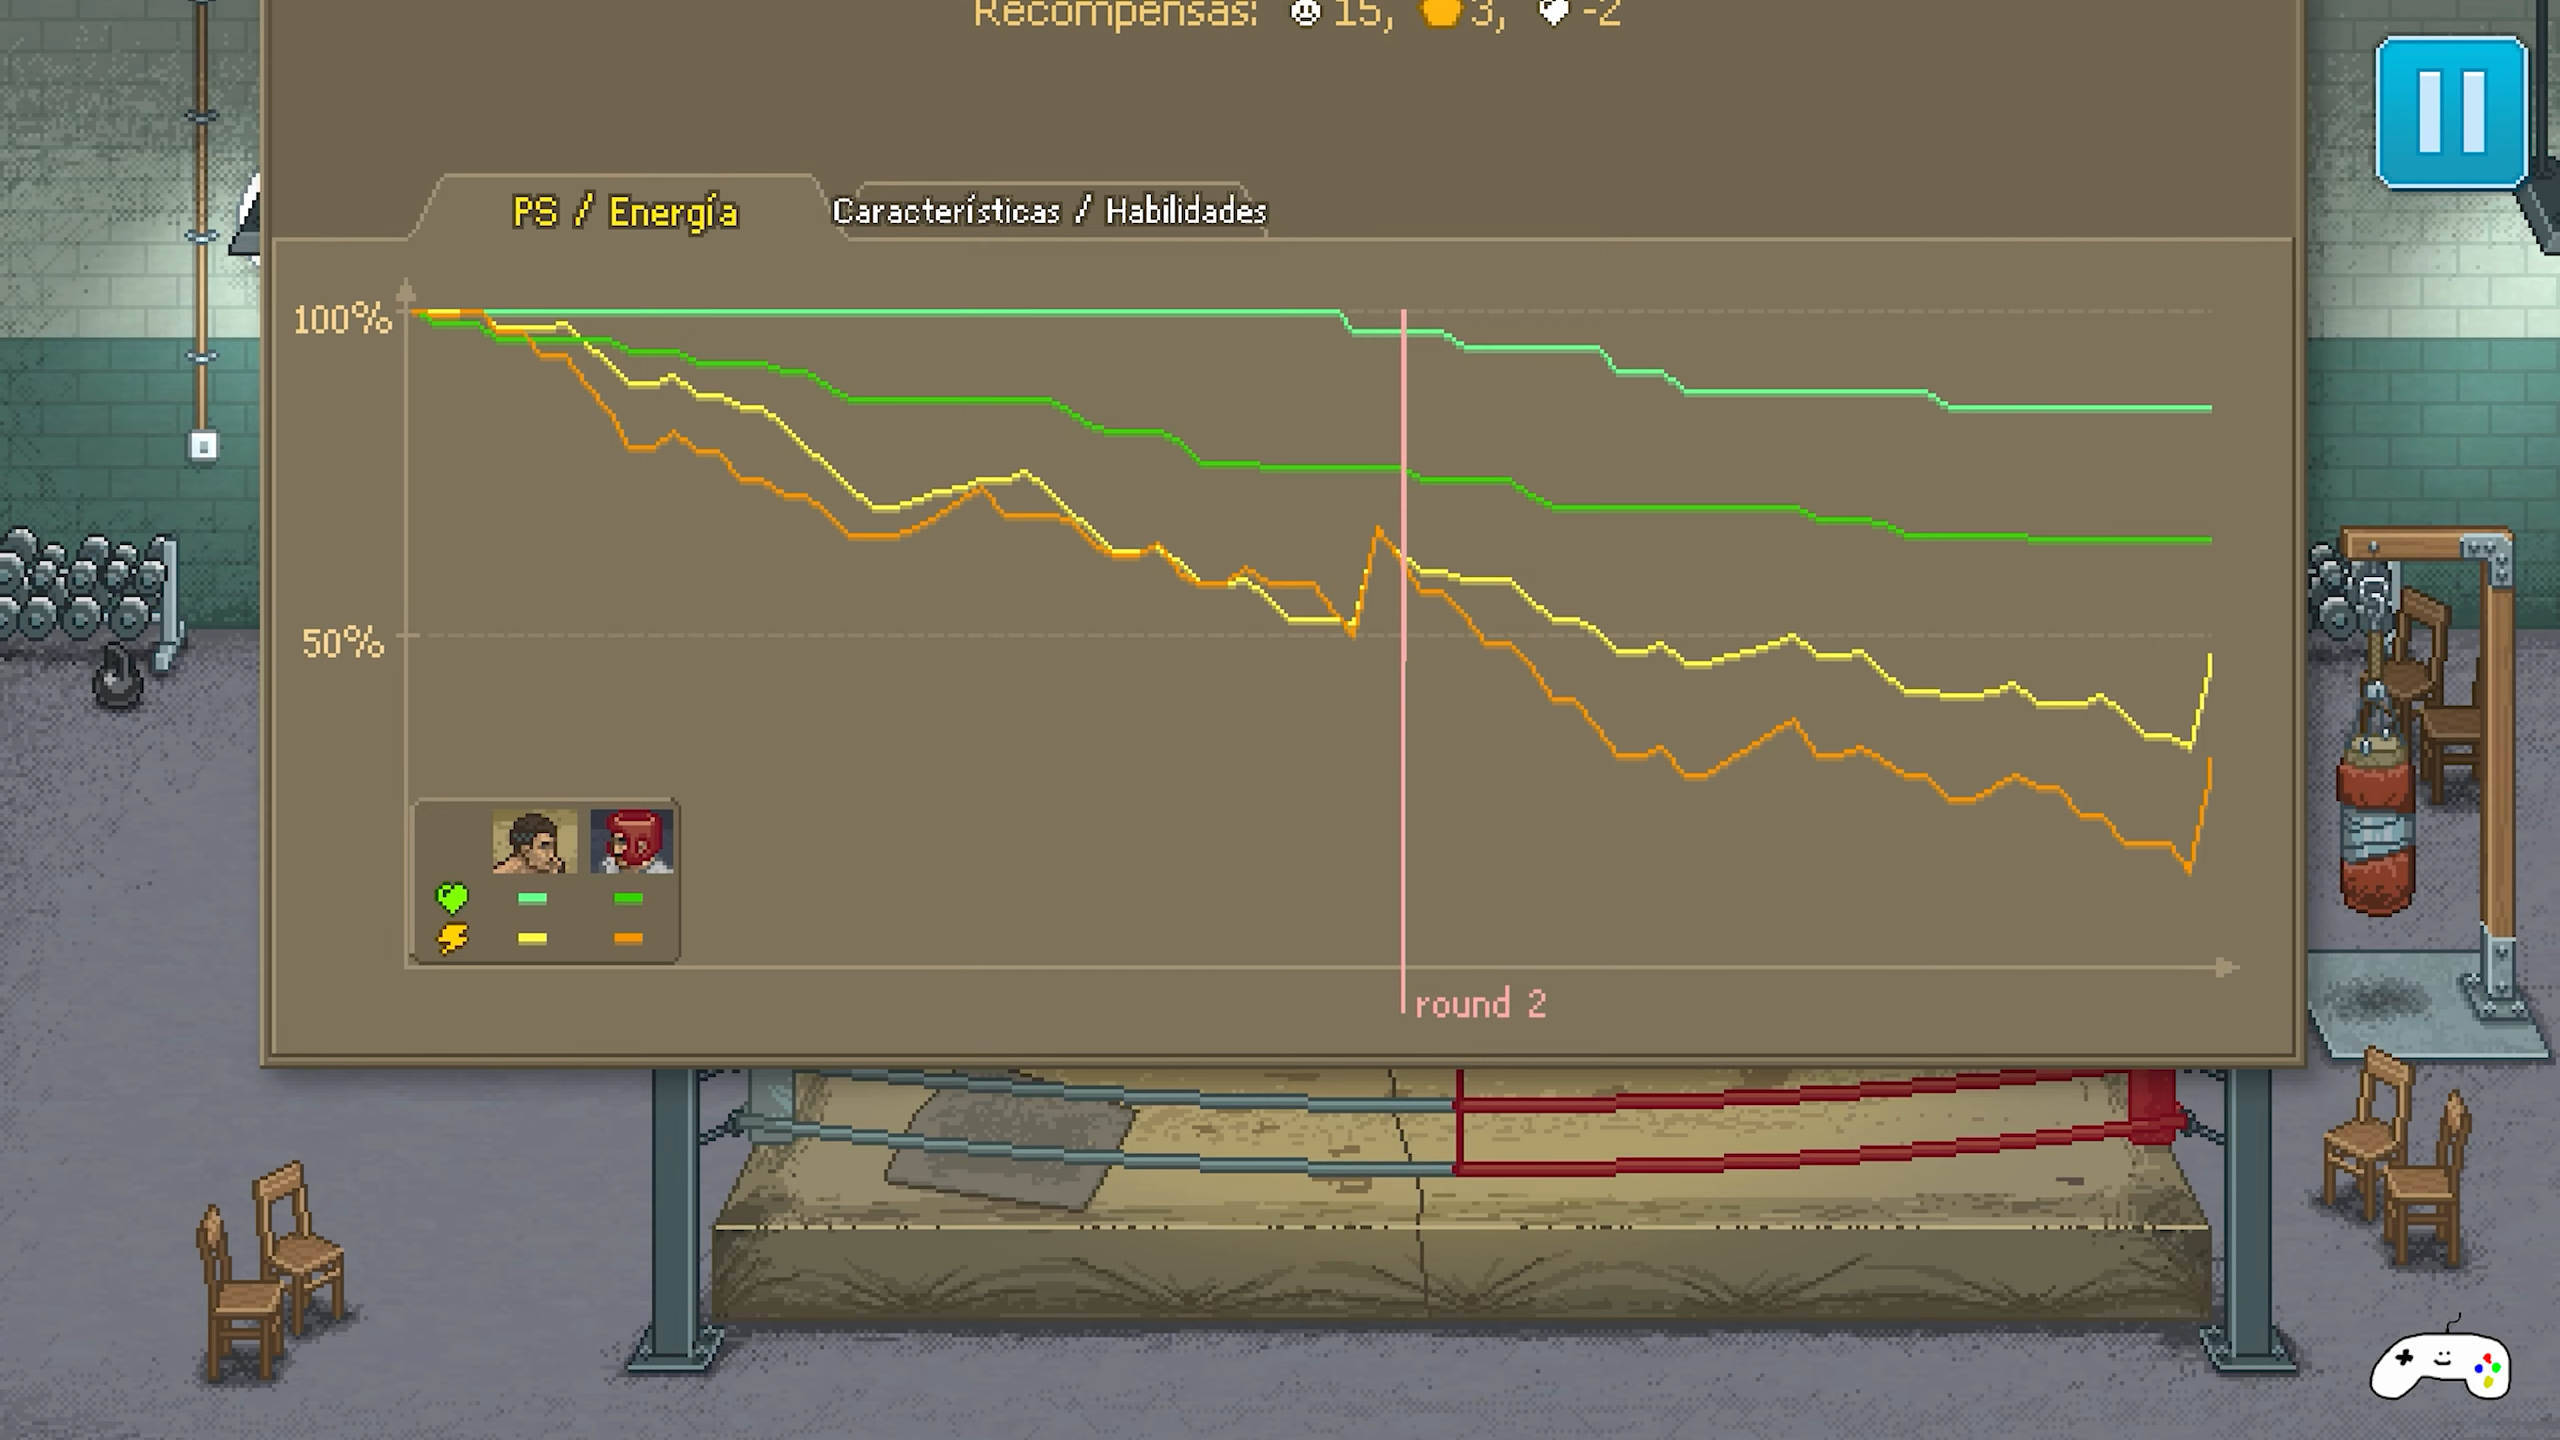 Recompensas: 15, 3, -2
PS / Energía
Características / Habilidades
100%
50%
round 2